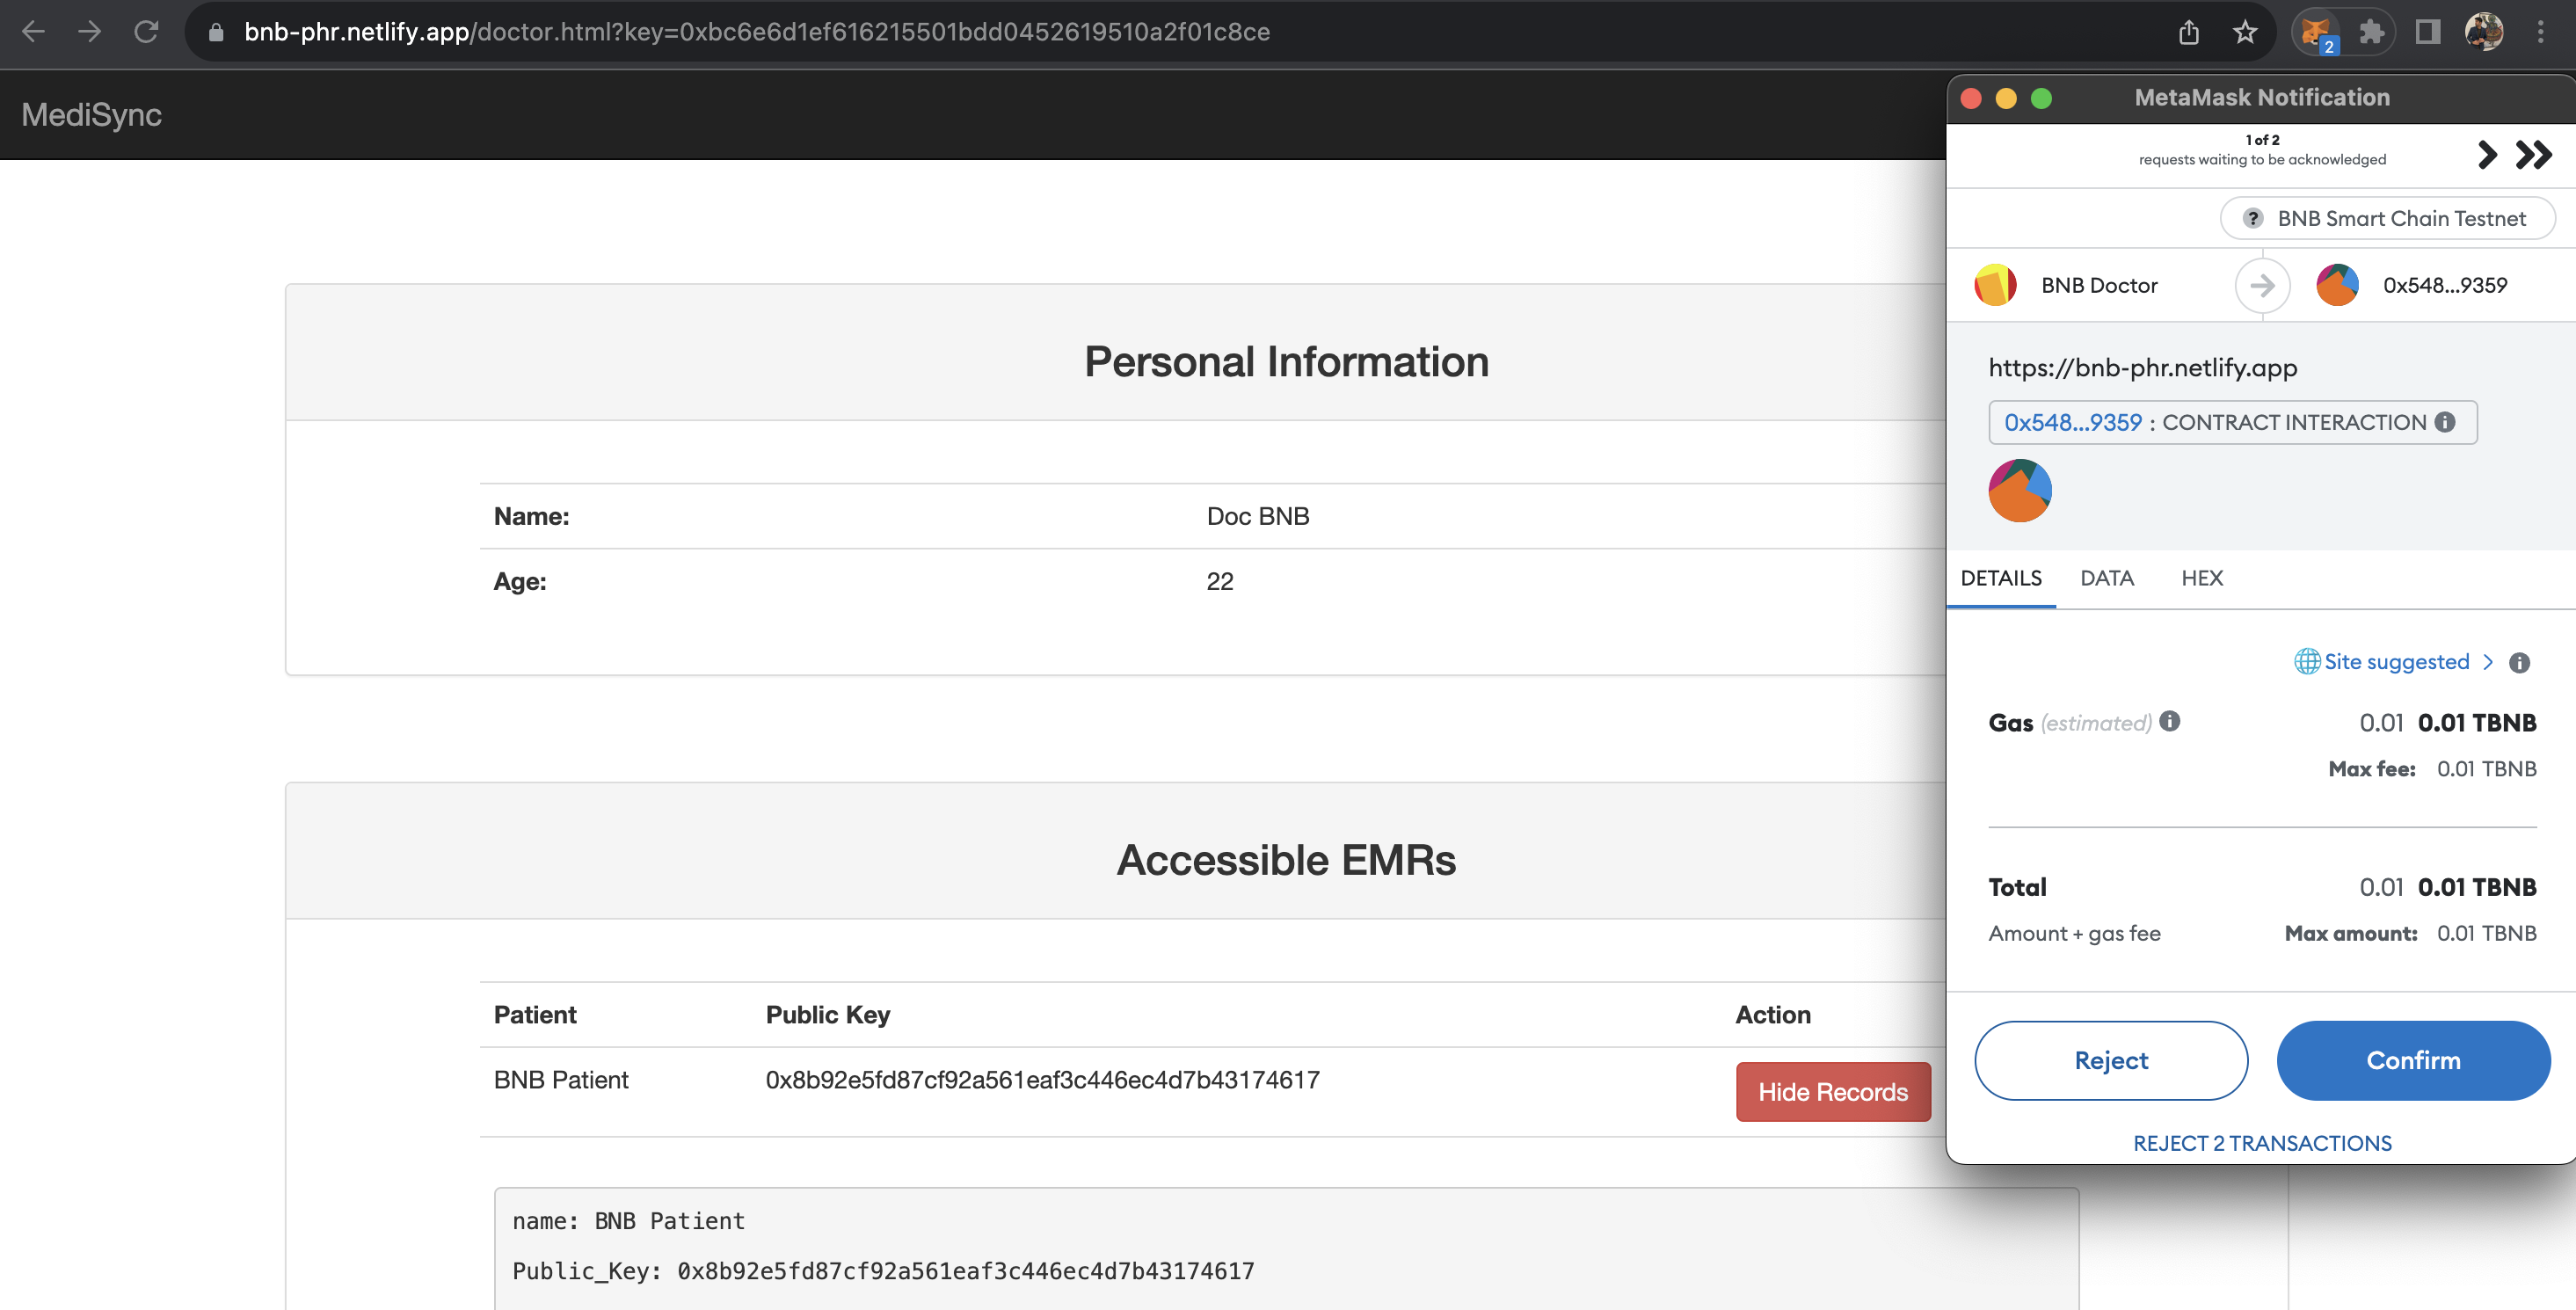 bnb-phr.netlify.app/doctor.html?key=0xbc6e6d1ef616215501bdd0452619510a2f01c8ce
2
MediSync
Personal Information
Name: Doc BNB
Age: 22
Accessible EMRs
Patient Public Key Action
BNB Patient 0x8b92e5fd87cf92a561eaf3c446ec4d7b43174617 Hide Records
name: BNB Patient
Public_Key: 0x8b92e5fd87cf92a561eaf3c446ec4d7b43174617
MetaMask Notification
1 of 2
requests waiting to be acknowledged
? BNB Smart Chain Testnet
BNB Doctor 0x548...9359
https://bnb-phr.netlify.app
0x548...9359 : CONTRACT INTERACTION
DETAILS DATA HEX
Site suggested >
Gas (estimated) 0.01 0.01 TBNB
Max fee: 0.01 TBNB
Total 0.01 0.01 TBNB
Amount + gas fee Max amount: 0.01 TBNB
Reject Confirm
REJECT 2 TRANSACTIONS